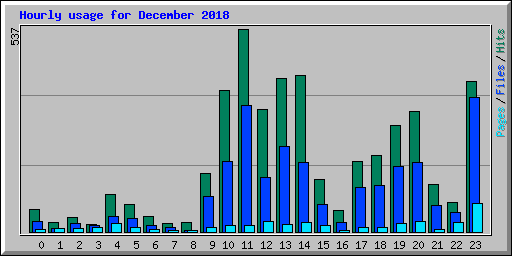 Hourly usage for December 2018
537
Pages / Files / Hits
0 1 2 3 4 5 6 7 8 9 10 11 12 13 14 15 16 17 18 19 20 21 22 23